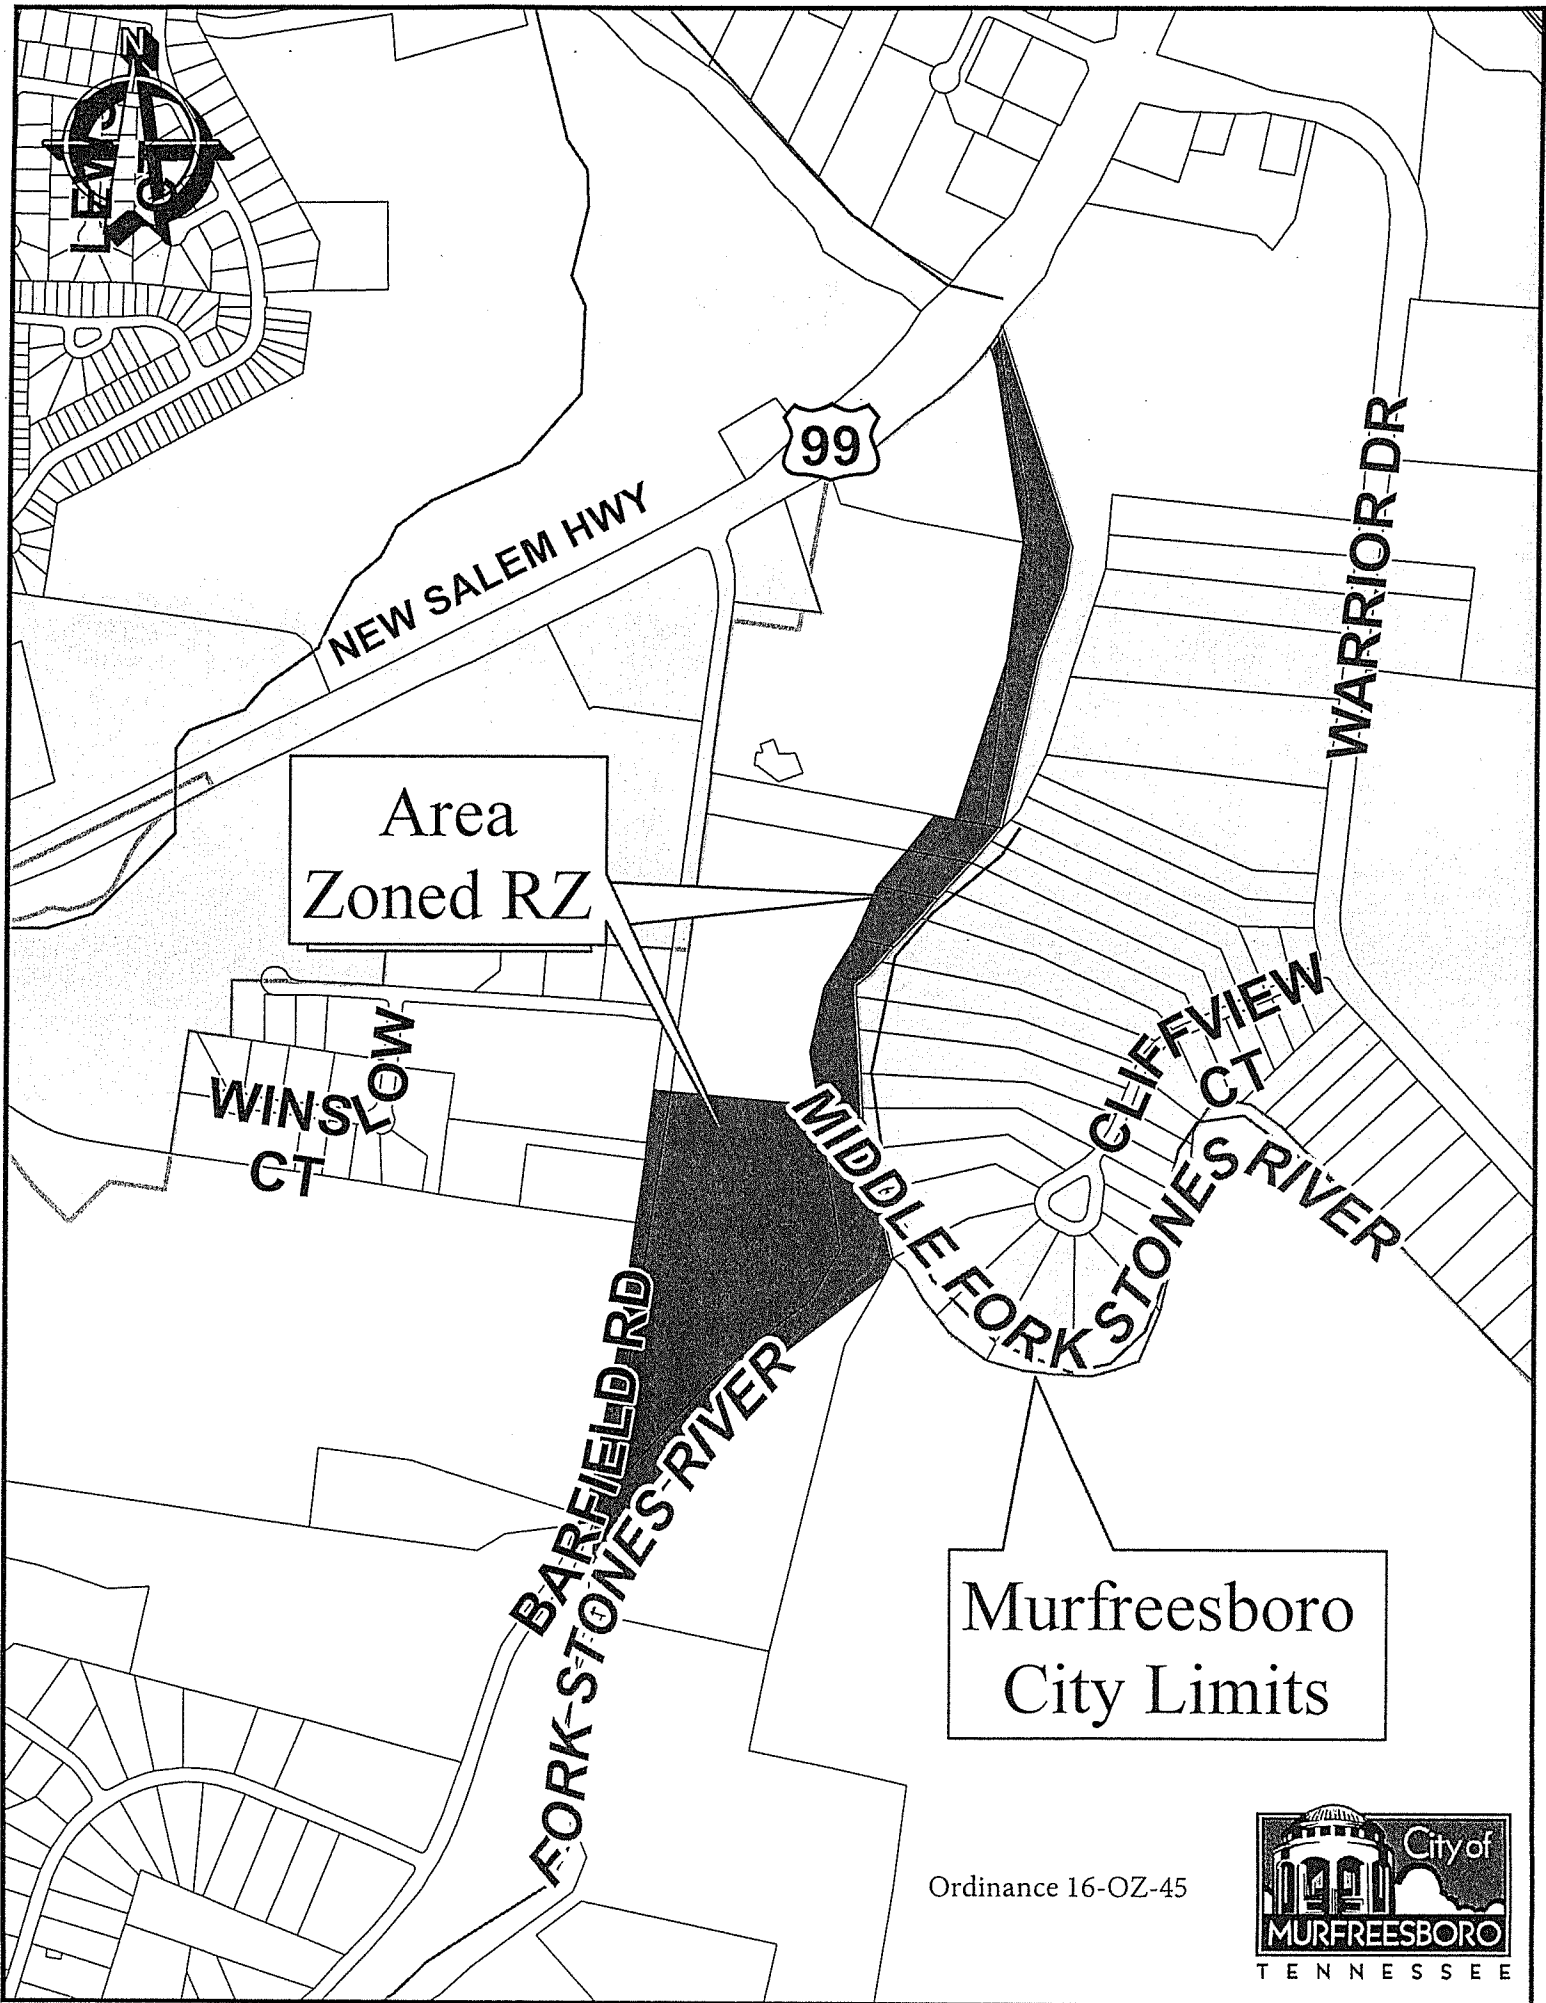 N
99
NEW SALEM HWY
WARRIOR DR
Area
Zoned RZ
WINSLOW
CT
CLIFFVIEW
CT
MIDDLE FORK STONES RIVER
BARFIELD RD
FORK STONES RIVER
Murfreesboro
City Limits
Ordinance 16-OZ-45
City of
MURFREESBORO
TENNESSEE